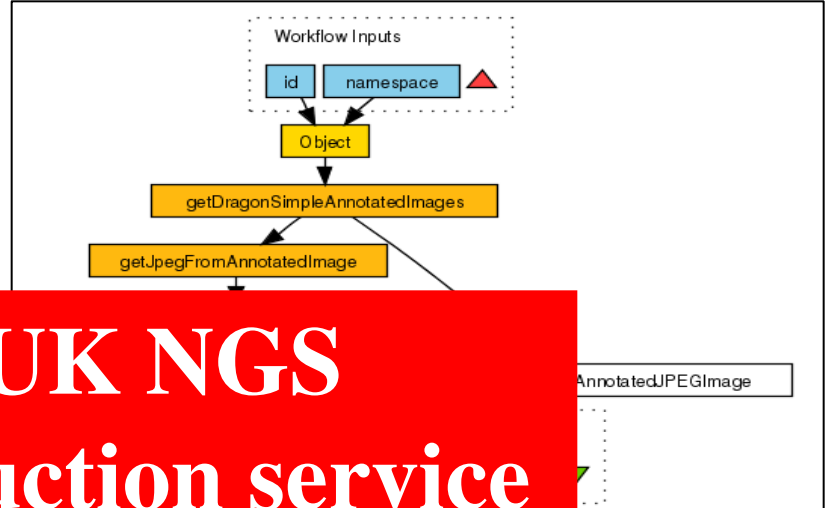 Workflow Inputs
id
namespace
Object
getDragonSimpleAnnotatedImages
getJpegFromAnnotatedImage
UK NGS
AnnotatedJPEGImage
uction service